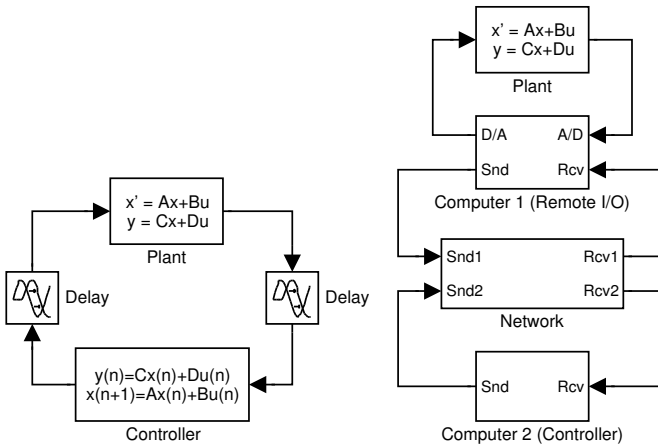 x' = Ax+Bu
y = Cx+Du
Plant
Delay
Delay
y(n)=Cx(n)+Du(n)
x(n+1)=Ax(n)+Bu(n)
Controller
x' = Ax+Bu
y = Cx+Du
Plant
D/A A/D
Snd Rcv
Computer 1 (Remote I/O)
Snd1 Rcv1
Snd2 Rcv2
Network
Snd Rcv
Computer 2 (Controller)